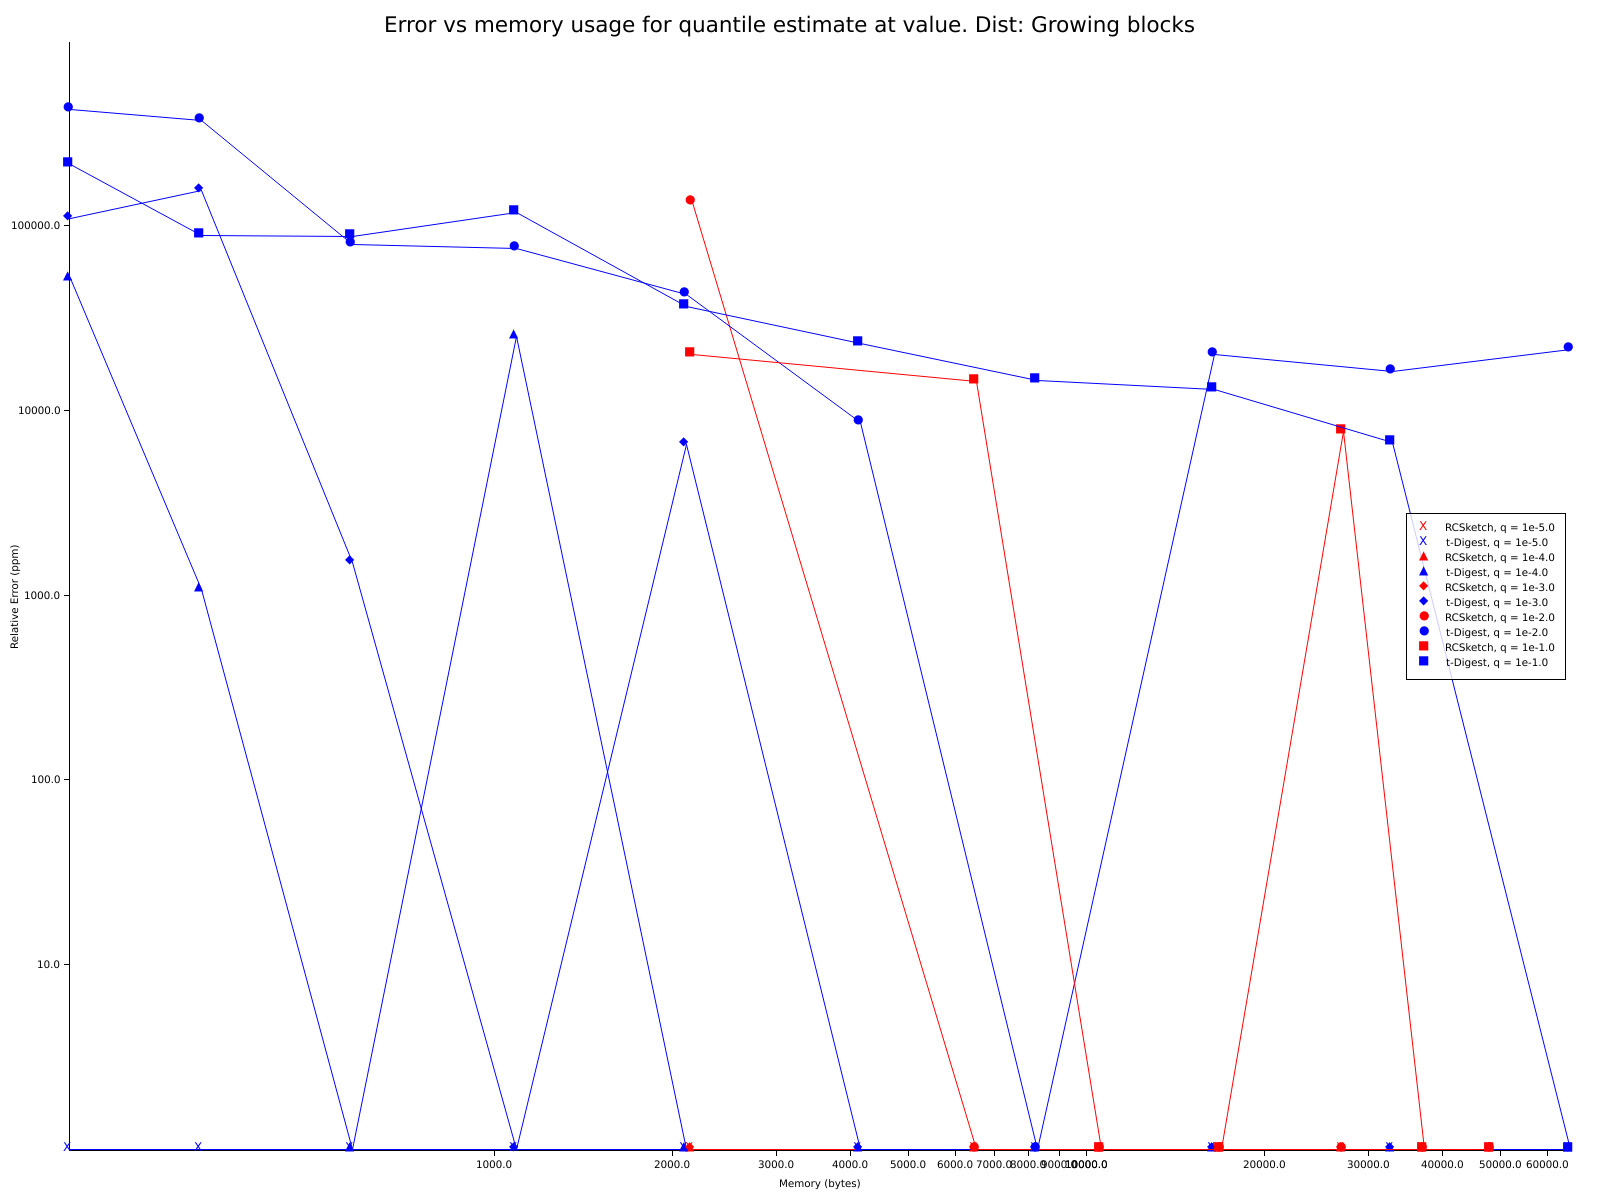 Error vs memory usage for quantile estimate at value. Dist: Growing blocks
100000.0
10000.0
1000.0
100.0
10.0
Relative Error (ppm)
X RCSketch, q = 1e-5.0
X t-Digest, q = 1e-5.0
RCSketch, q = 1e-4.0
t-Digest, q = 1e-4.0
RCSketch, q = 1e-3.0
t-Digest, q = 1e-3.0
RCSketch, q = 1e-2.0
t-Digest, q = 1e-2.0
RCSketch, q = 1e-1.0
t-Digest, q = 1e-1.0
1000.0 2000.0 3000.0 4000.0 5000.0 6000.0 7000.0 8000.0 9000.0 10000.0 20000.0 30000.0 40000.0 50000.0 60000.0
Memory (bytes)